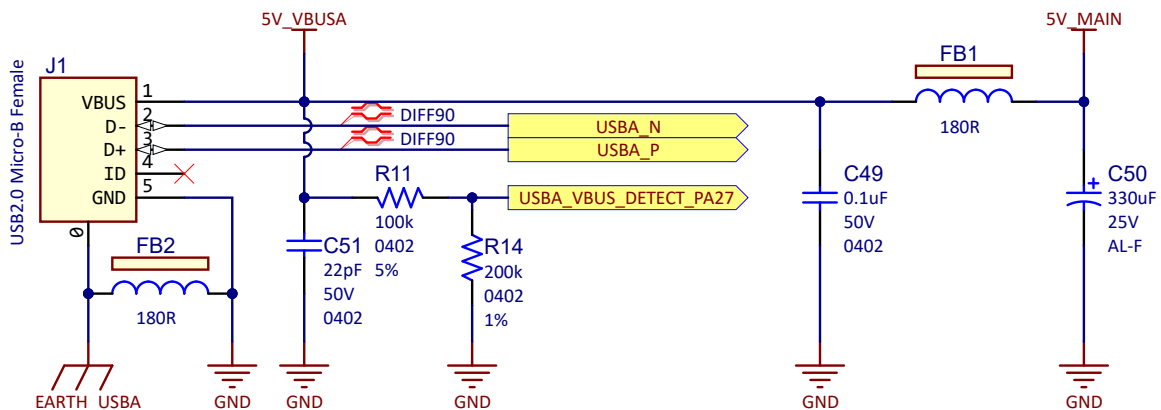 5V_VBUSA
5V_MAIN
J1
USB2.0 Micro-B Female
VBUS 1
D- 2
D+ 3
ID 4
GND 5
0
DIFF90
DIFF90
USBA_N
USBA_P
USBA_VBUS_DETECT_PA27
FB1
180R
FB2
180R
R11
100k
0402
5%
C51
22pF
50V
0402
R14
200k
0402
1%
C49
0.1uF
50V
0402
C50
+
330uF
25V
AL-F
EARTH_USBA
GND
GND
GND
GND
GND